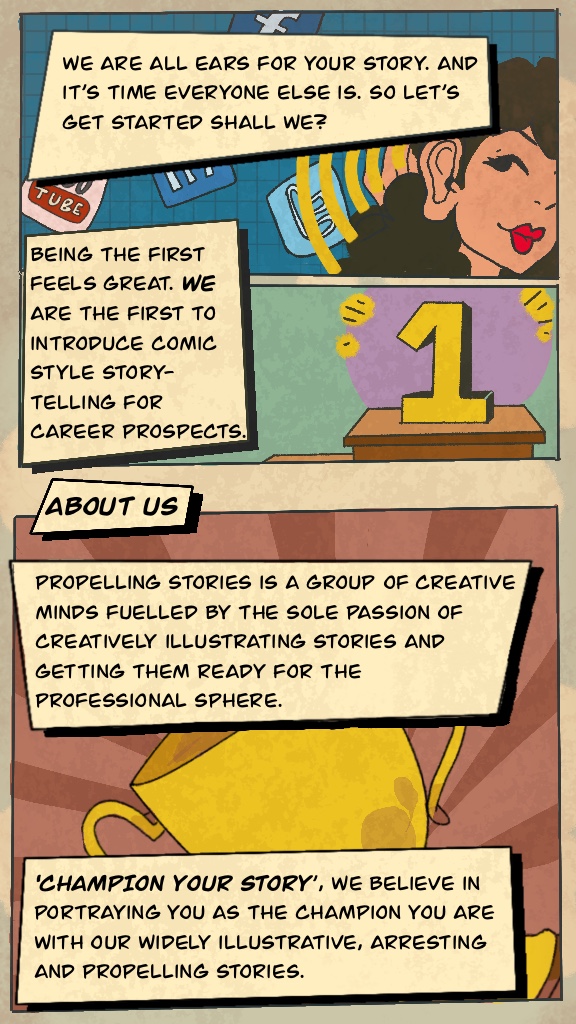 WE ARE ALL EARS FOR YOUR STORY. AND
IT'S TIME EVERYONE ELSE IS. SO LET'S
GET STARTED SHALL WE?
TUBE
BEING THE FIRST
FEELS GREAT. WE
ARE THE FIRST TO
INTRODUCE COMIC
STYLE STORY-
TELLING FOR
CAREER PROSPECTS.
1
ABOUT US
PROPELLING STORIES IS A GROUP OF CREATIVE
MINDS FUELLED BY THE SOLE PASSION OF
CREATIVELY ILLUSTRATING STORIES AND
GETTING THEM READY FOR THE
PROFESSIONAL SPHERE.
'CHAMPION YOUR STORY', WE BELIEVE IN
PORTRAYING YOU AS THE CHAMPION YOU ARE
WITH OUR WIDELY ILLUSTRATIVE, ARRESTING
AND PROPELLING STORIES.